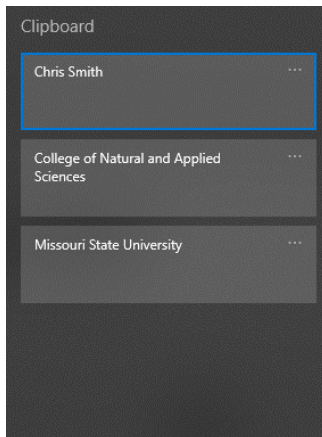 Clipboard
Chris Smith
College of Natural and Applied
Sciences
Missouri State University